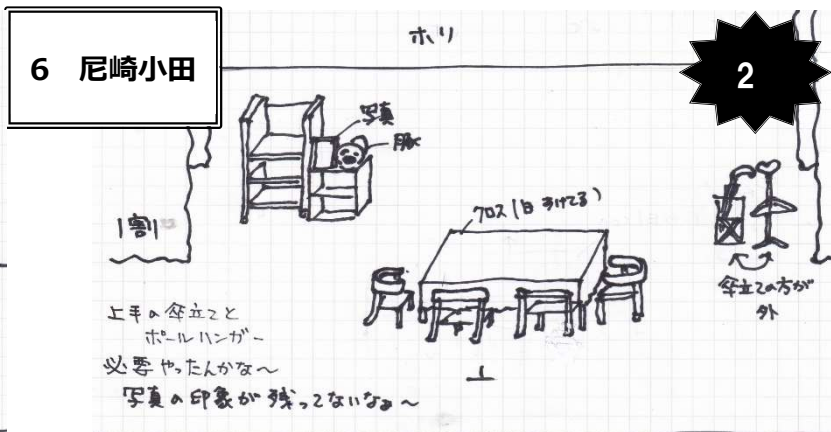 6 尼崎小田
ホリ
2
写真
豚
クロス(白 すけてる)
1割
傘立ての方が
外
上手の傘立てと
ポールハンガー
必要やったんかな〜
写真の印象が残ってないなぁ〜